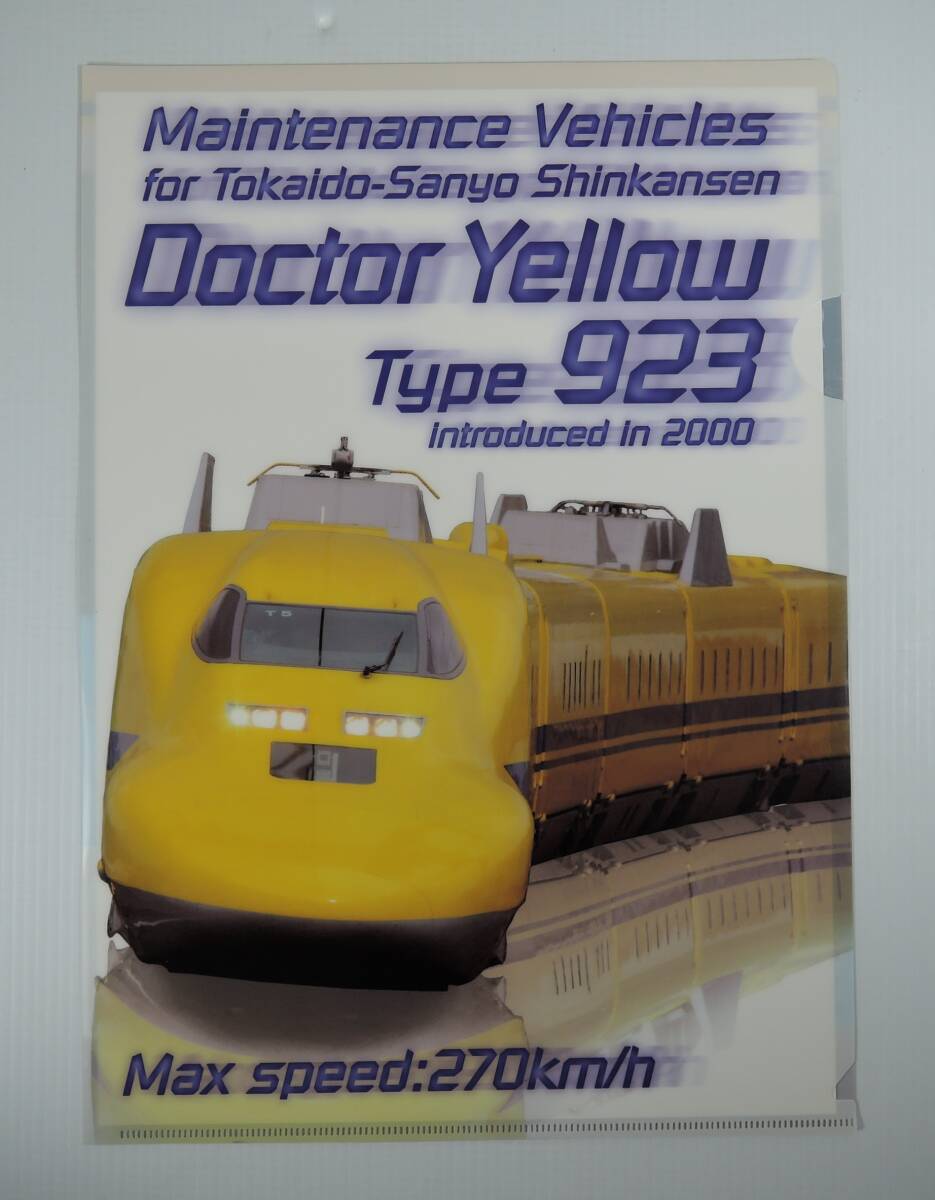 Maintenance Vehicles
for Tokaido-Sanyo Shinkansen
Doctor Yellow
Type 923
introduced in 2000
T5
Max speed:270km/h